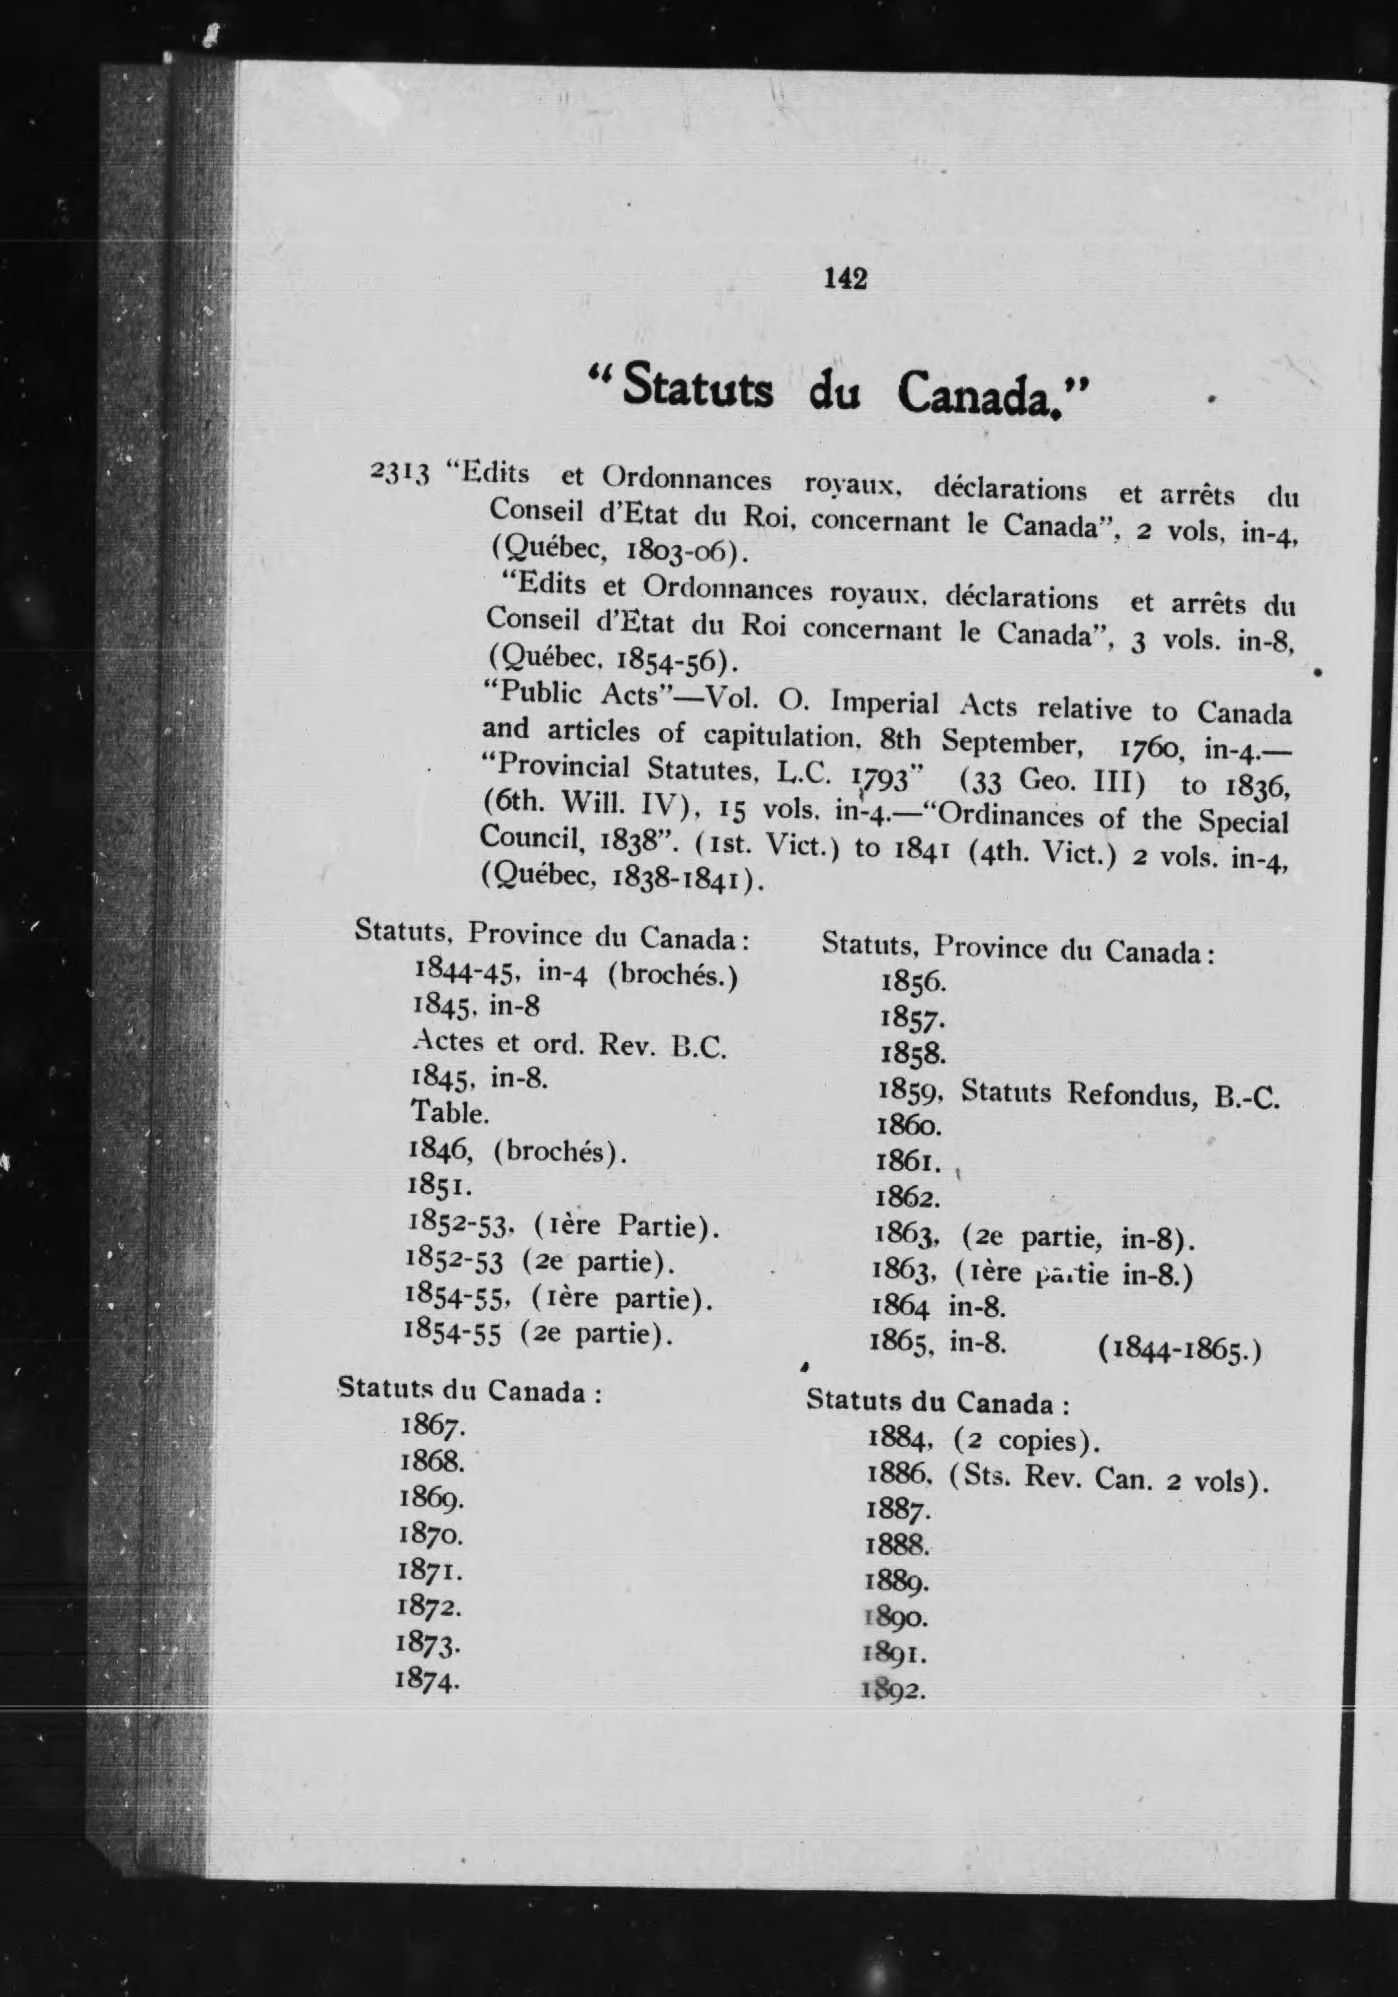 142
“Statuts du Canada.”
2313 “Edits et Ordonnances royaux, déclarations et arrêts du
Conseil d'Etat du Roi, concernant le Canada”, 2 vols, in-4,
(Québec, 1803-06).
“Edits et Ordonnances royaux, déclarations et arrêts du
Conseil d'Etat du Roi concernant le Canada”, 3 vols. in-8,
(Québec, 1854-56).
“Public Acts”—Vol. O. Imperial Acts relative to Canada
and articles of capitulation, 8th September, 1760, in-4.—
“Provincial Statutes, L.C. 1793” (33 Geo. III) to 1836,
(6th. Will. IV), 15 vols. in-4.—“Ordinances of the Special
Council, 1838”. (1st. Vict.) to 1841 (4th. Vict.) 2 vols. in-4,
(Québec, 1838-1841).
Statuts, Province du Canada :
1844-45, in-4 (brochés.)
1845, in-8
Actes et ord. Rev. B.C.
1845, in-8.
Table.
1846, (brochés).
1851.
1852-53, (1ère Partie).
1852-53 (2e partie).
1854-55, (1ère partie).
1854-55 (2e partie).
Statuts, Province du Canada :
1856.
1857.
1858.
1859, Statuts Refondus, B.-C.
1860.
1861.
1862.
1863, (2e partie, in-8).
1863, (1ère partie in-8.)
1864 in-8.
1865, in-8. (1844-1865.)
Statuts du Canada :
1867.
1868.
1869.
1870.
1871.
1872.
1873.
1874.
Statuts du Canada :
1884, (2 copies).
1886, (Sts. Rev. Can. 2 vols).
1887.
1888.
1889.
1890.
1891.
1892.